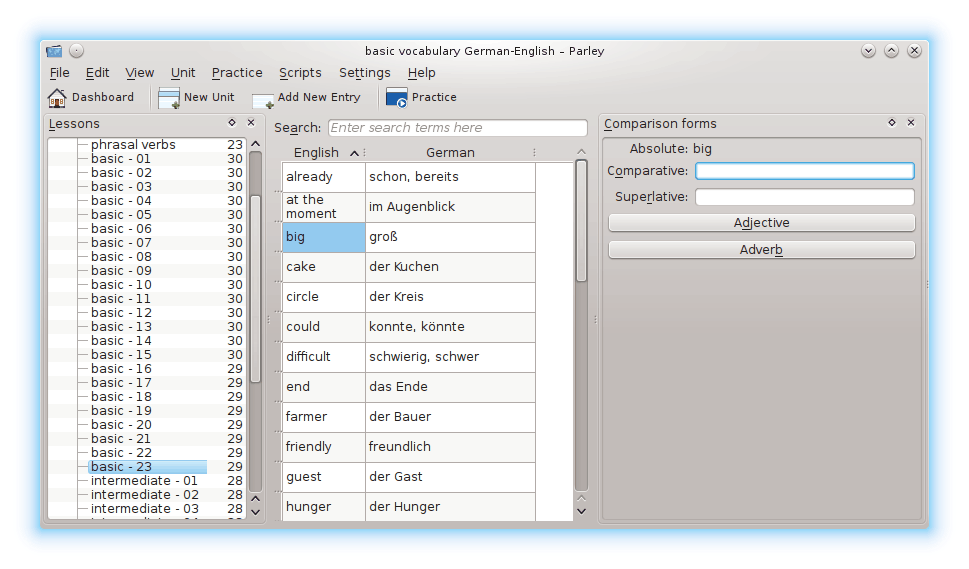 basic vocabulary German-English – Parley
File Edit View Unit Practice Scripts Settings Help
Dashboard New Unit Add New Entry Practice
Lessons
phrasal verbs 23
basic - 01 30
basic - 02 30
basic - 03 30
basic - 04 30
basic - 05 30
basic - 06 30
basic - 07 30
basic - 08 30
basic - 09 30
basic - 10 30
basic - 11 30
basic - 12 30
basic - 13 30
basic - 14 30
basic - 15 30
basic - 16 29
basic - 17 29
basic - 18 29
basic - 19 29
basic - 20 29
basic - 21 29
basic - 22 29
basic - 23 29
intermediate - 01 28
intermediate - 02 28
intermediate - 03 28
Search: Enter search terms here
English German
already schon, bereits
at the
moment im Augenblick
big groß
cake der Kuchen
circle der Kreis
could konnte, könnte
difficult schwierig, schwer
end das Ende
farmer der Bauer
friendly freundlich
guest der Gast
hunger der Hunger
Comparison forms
Absolute: big
Comparative:
Superlative:
Adjective
Adverb